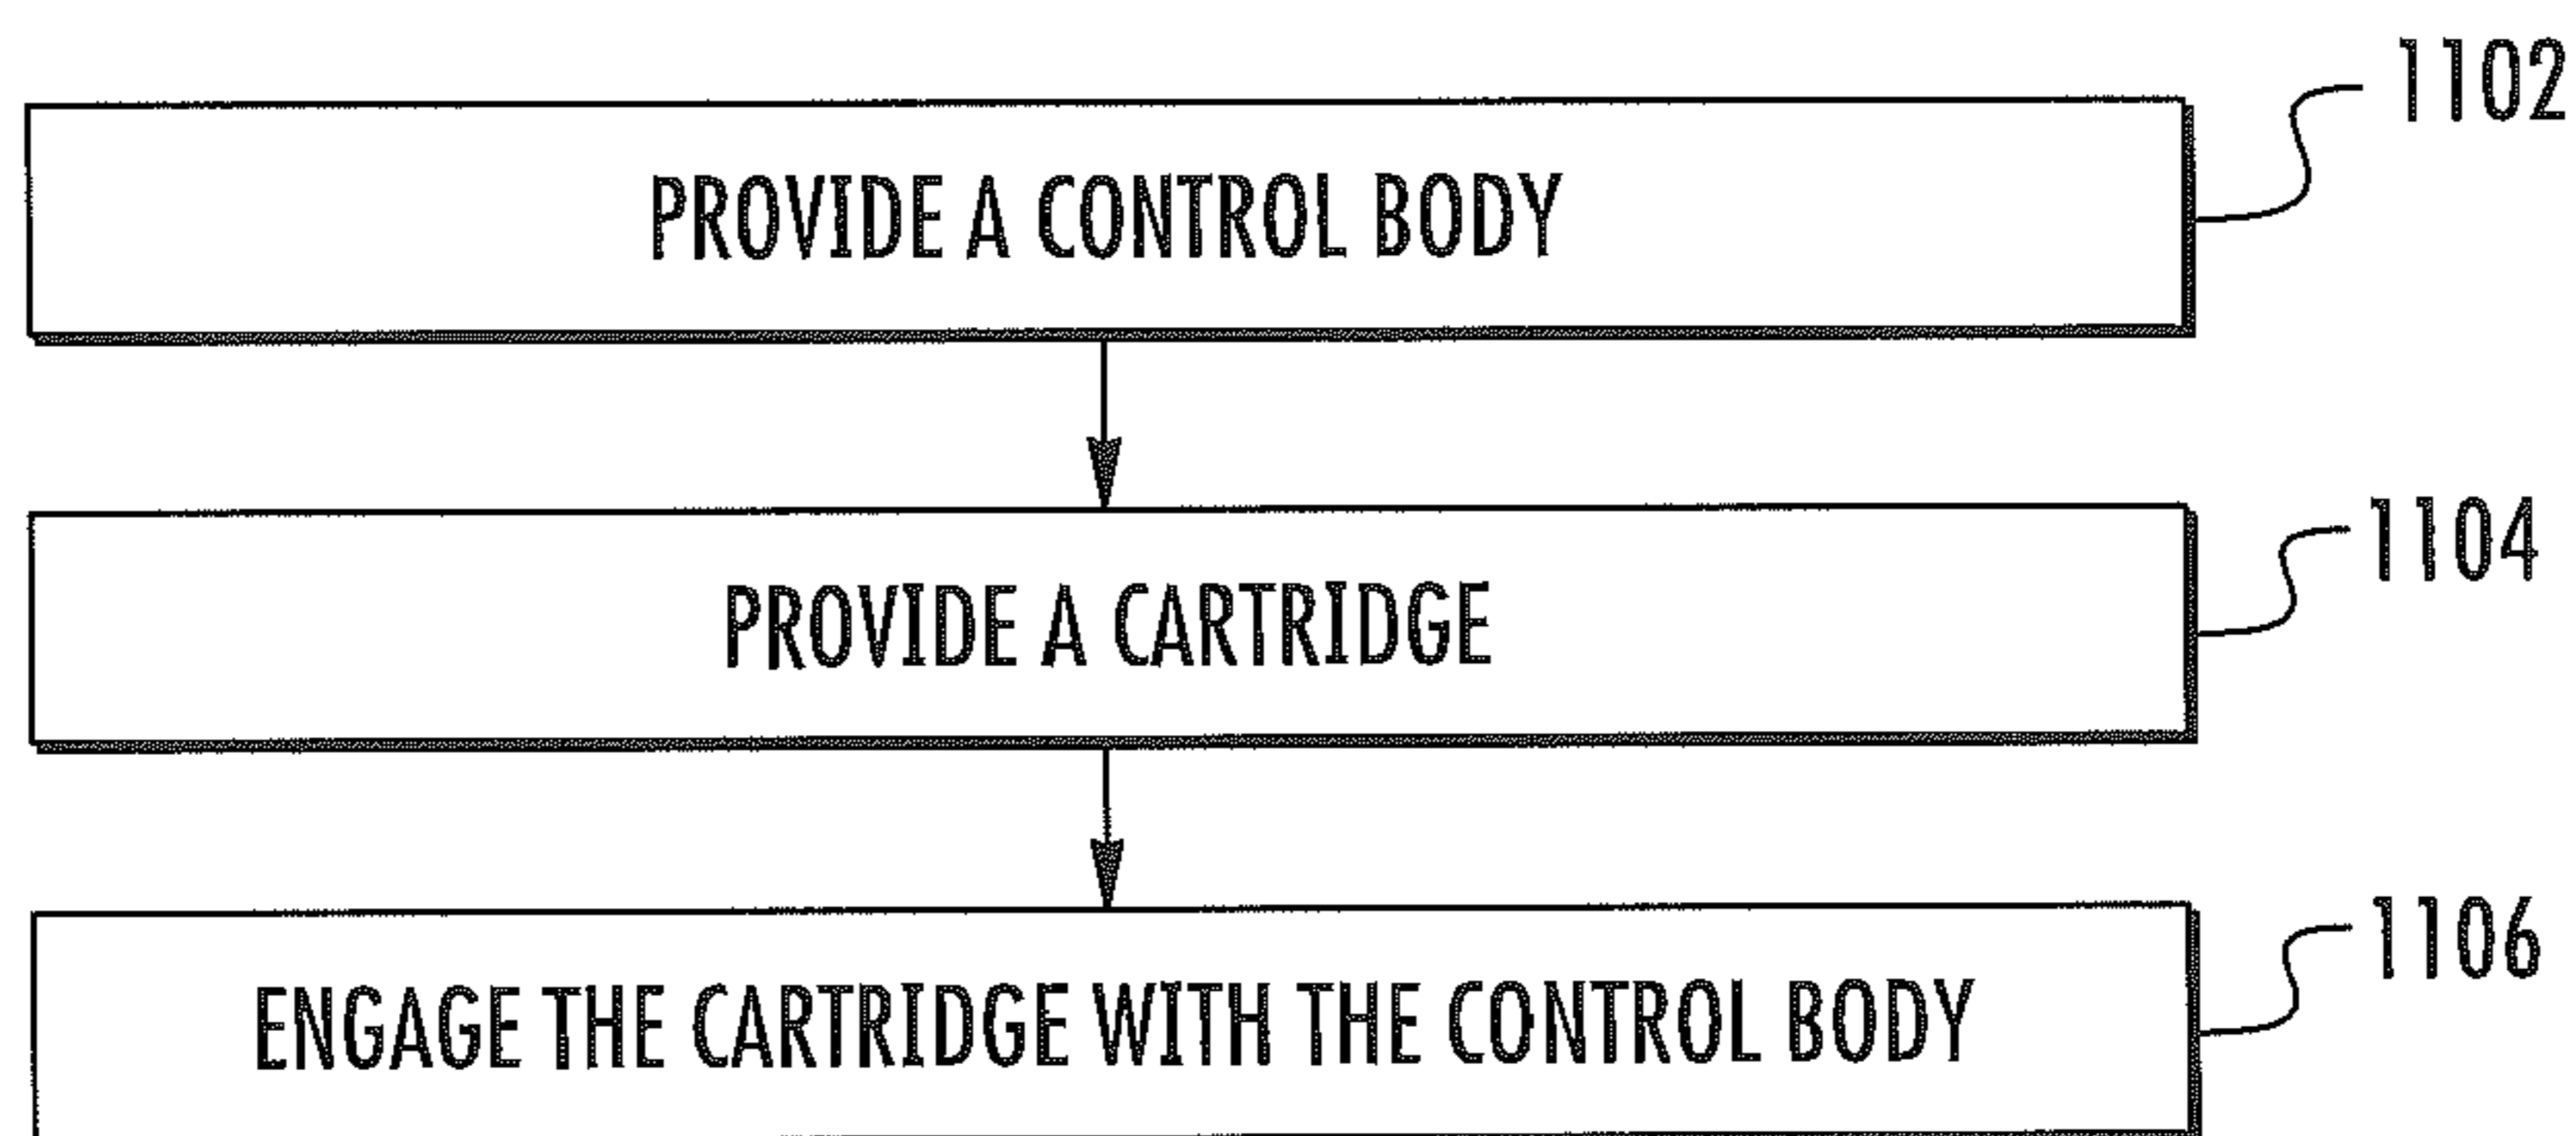 1102
PROVIDE A CONTROL BODY
1104
PROVIDE A CARTRIDGE
1106
ENGAGE THE CARTRIDGE WITH THE CONTROL BODY